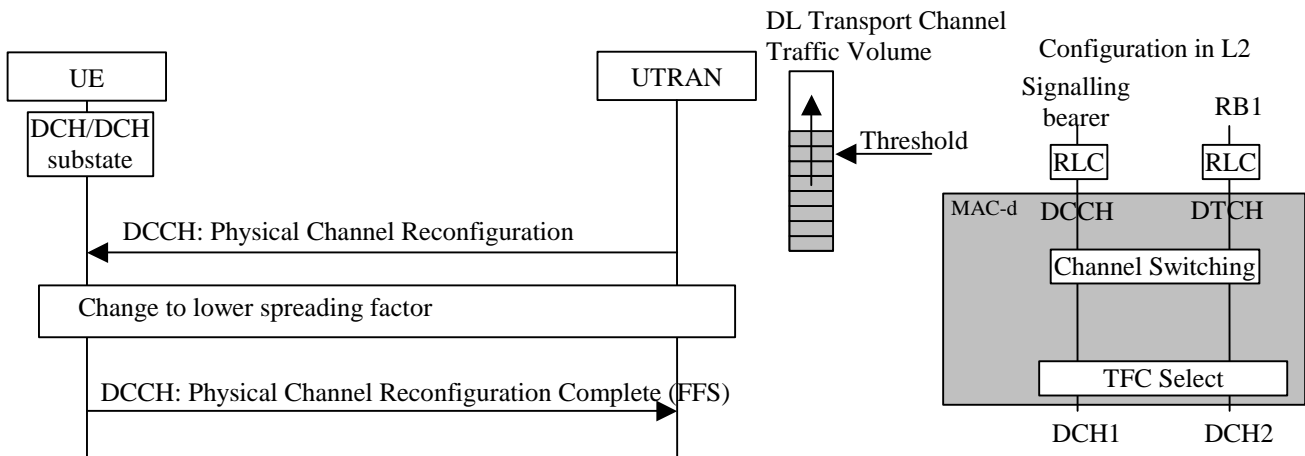 DL Transport Channel
Traffic Volume
Configuration in L2
UE
UTRAN
Signalling
bearer
RB1
DCH/DCH
substate
Threshold
RLC
RLC
MAC-d
DCCH
DTCH
DCCH: Physical Channel Reconfiguration
Channel Switching
Change to lower spreading factor
TFC Select
DCCH: Physical Channel Reconfiguration Complete (FFS)
DCH1
DCH2